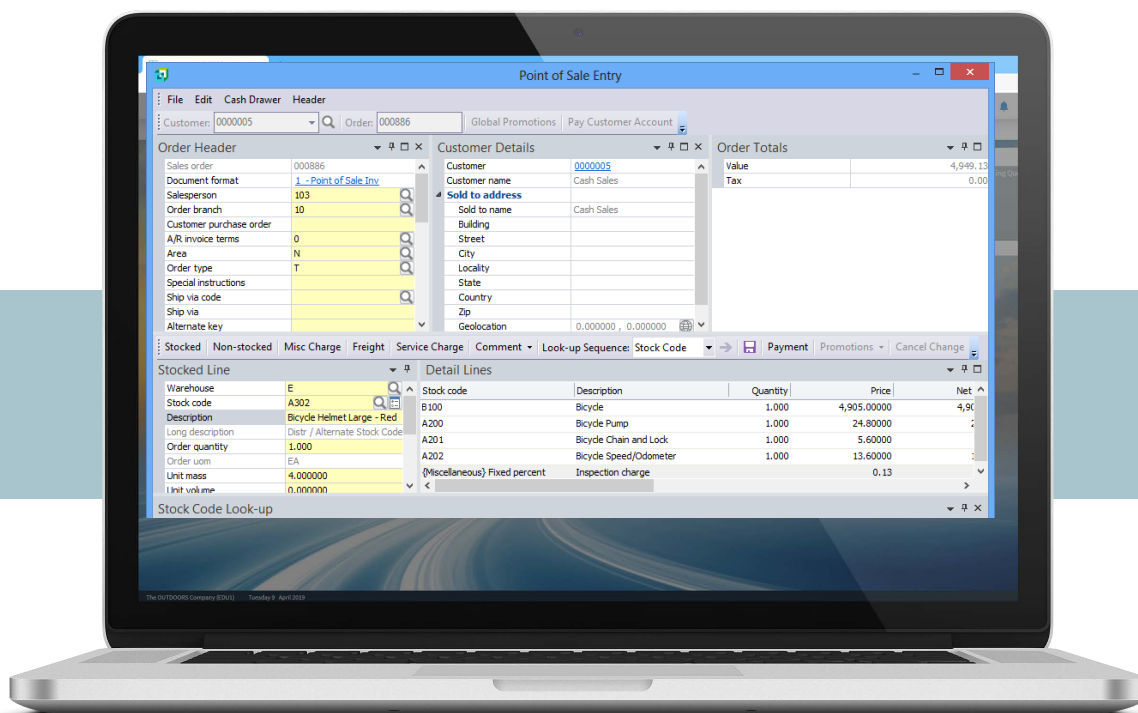 Point of Sale Entry
File Edit Cash Drawer Header
Customer: 0000005 Order: 000886 Global Promotions Pay Customer Account
Order Header
Sales order 000886
Document format 1 - Point of Sale Inv
Salesperson 103
Order branch 10
Customer purchase order
A/R invoice terms 0
Area N
Order type T
Special instructions
Ship via code
Ship via
Alternate key
Customer Details
Customer 0000005
Customer name Cash Sales
Sold to address
Sold to name Cash Sales
Building
Street
City
Locality
State
Country
Zip
Geolocation 0.000000 , 0.000000
Order Totals
Value 4,949.13
Tax 0.00
Stocked Non-stocked Misc Charge Freight Service Charge Comment Look-up Sequence: Stock Code Payment Promotions Cancel Change
Stocked Line
Warehouse E
Stock code A302
Description Bicycle Helmet Large - Red
Long description Distr / Alternate Stock Code
Order quantity 1.000
Order uom EA
Unit mass 4.000000
Unit volume 0.000000
Detail Lines
Stock code Description Quantity Price Net
B100 Bicycle 1.000 4,905.00000 4,90
A200 Bicycle Pump 1.000 24.80000
A201 Bicycle Chain and Lock 1.000 5.60000
A202 Bicycle Speed/Odometer 1.000 13.60000
{Miscellaneous} Fixed percent Inspection charge 0.13
Stock Code Look-up
The OUTDOORS Company (EDU1) Tuesday 9 April 2019